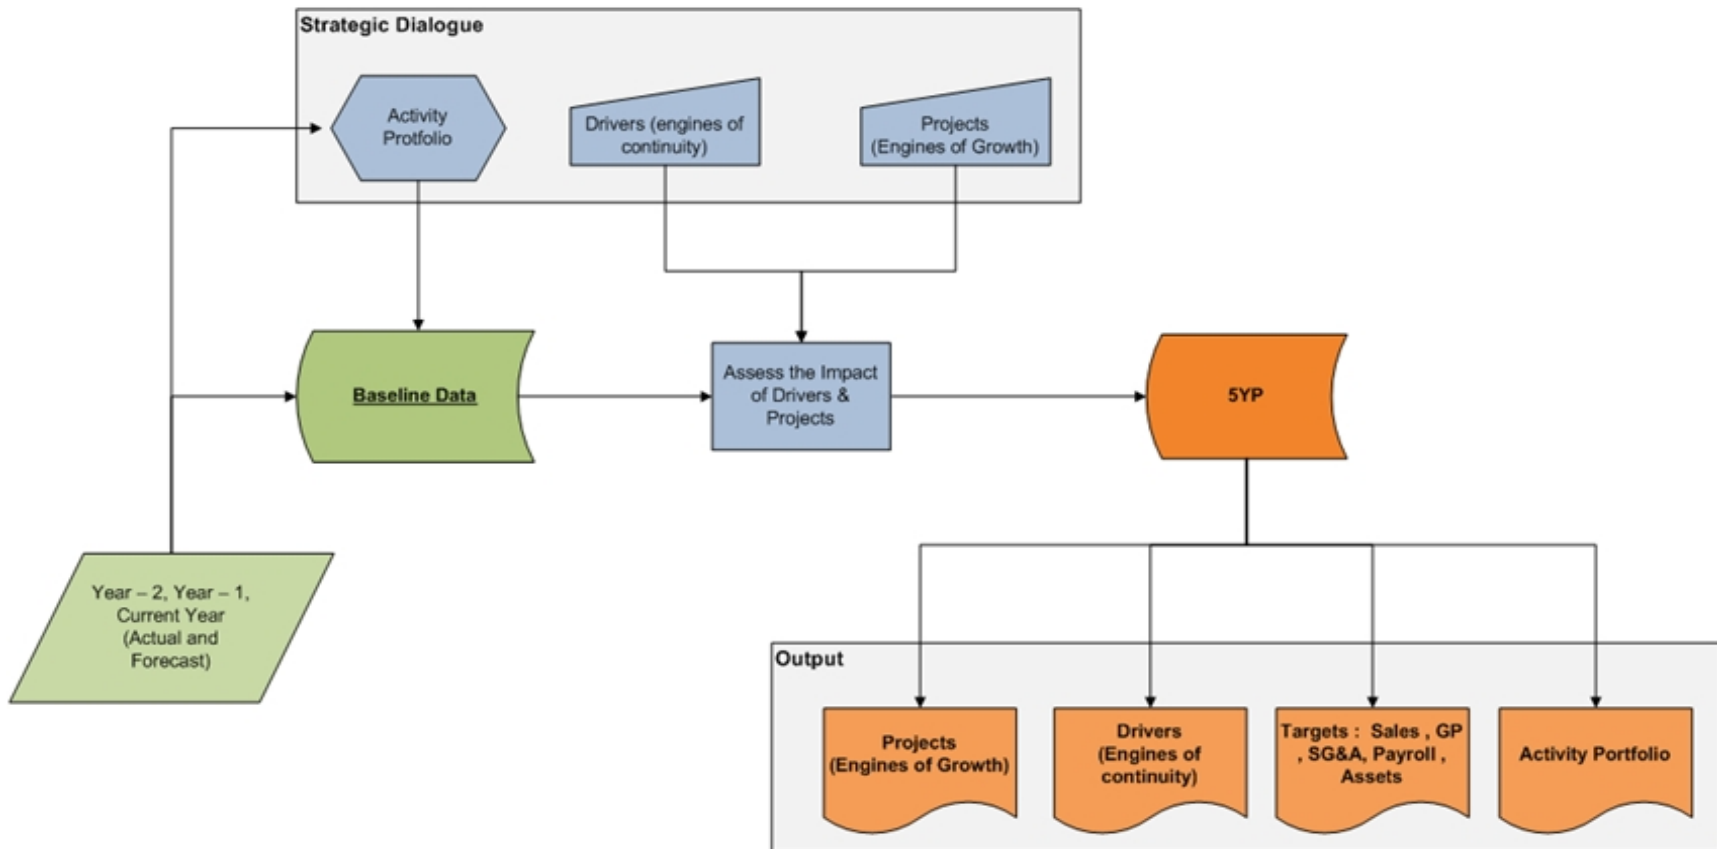 Strategic Dialogue
Activity
Protfolio
Drivers (engines of
continuity)
Projects
(Engines of Growth)
Baseline Data
Assess the Impact
of Drivers &
Projects
5YP
Year – 2, Year – 1,
Current Year
(Actual and
Forecast)
Output
Projects
(Engines of Growth)
Drivers
(Engines of
continuity)
Targets :  Sales , GP
, SG&A, Payroll ,
Assets
Activity Portfolio